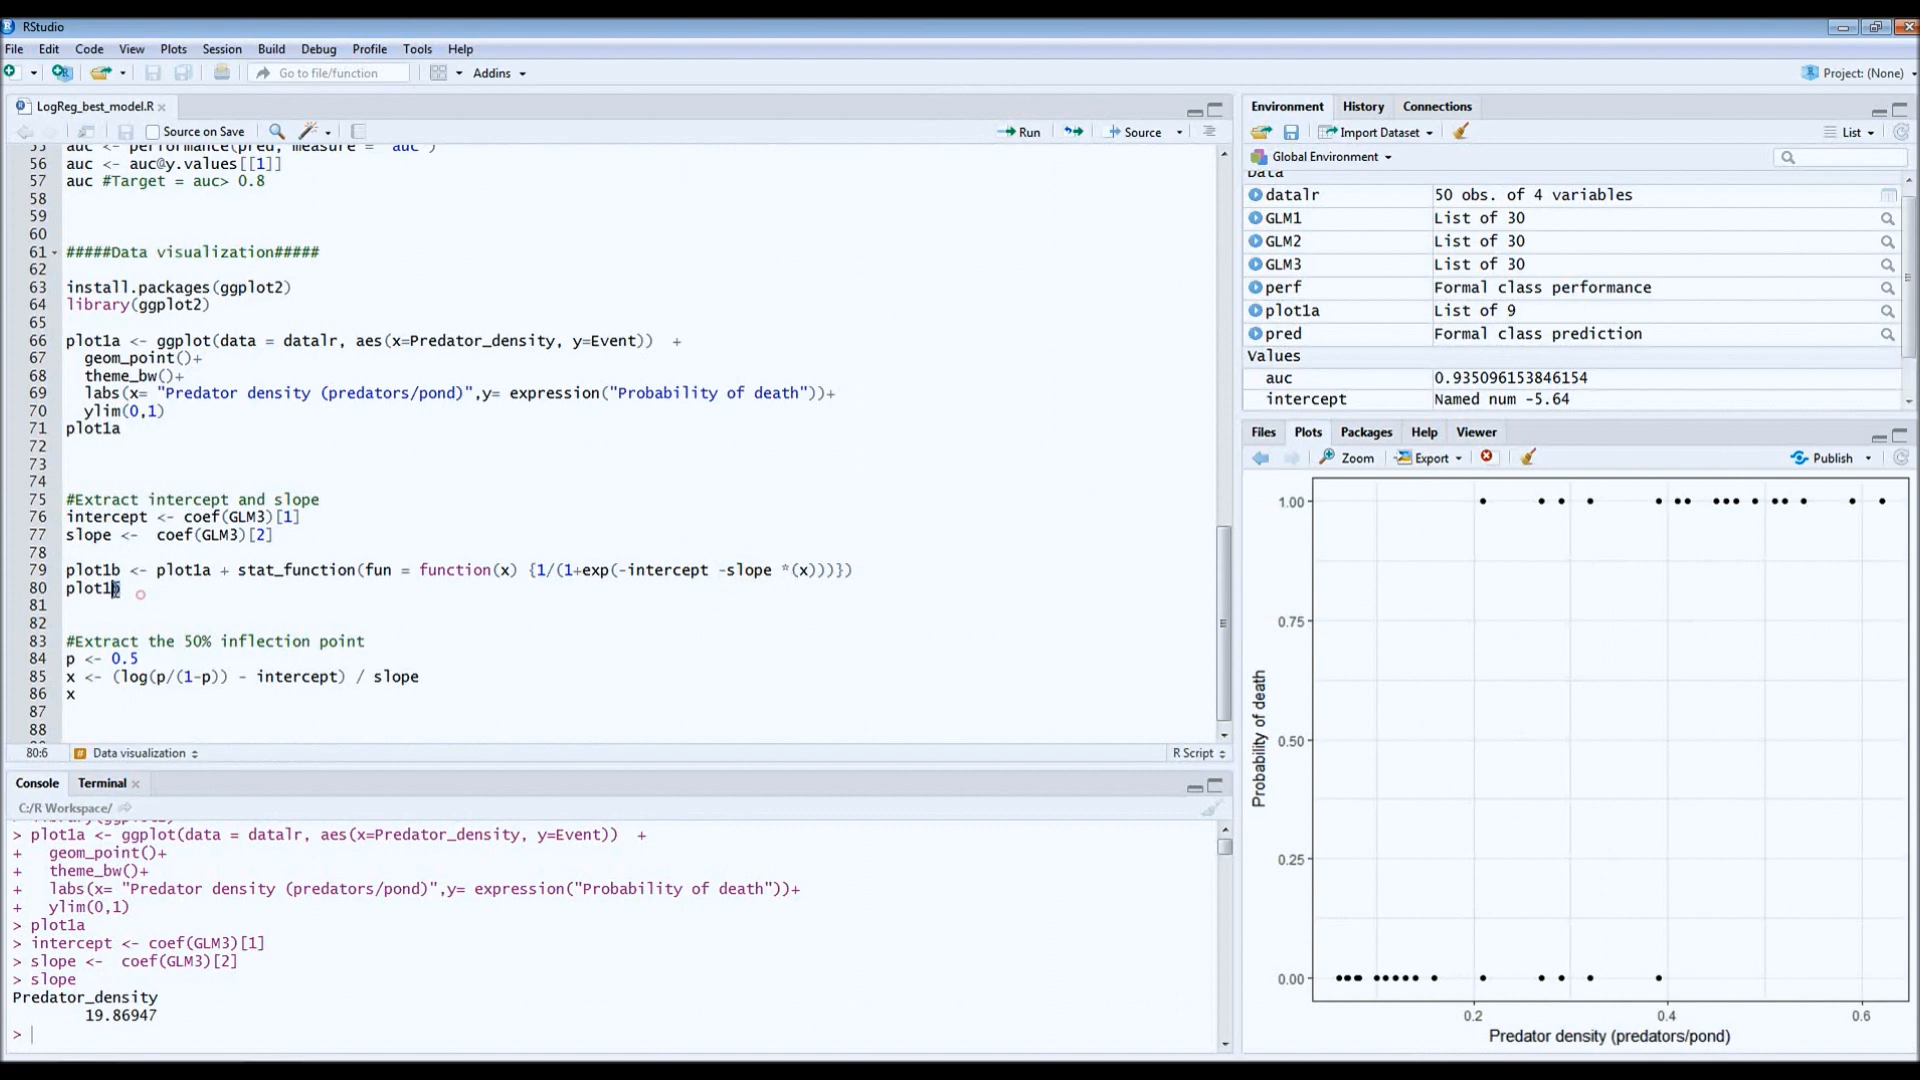 RStudio
File Edit Code View Plots Session Build Debug Profile Tools Help
Go to file/function Addins Project: (None)
LogReg_best_model.R
Source on Save Run Source
55 auc <- performance(pred, measure = "auc")
56 auc <- auc@y.values[[1]]
57 auc #Target = auc> 0.8
58
59
60
61 #####Data visualization#####
62
63 install.packages(ggplot2)
64 library(ggplot2)
65
66 plot1a <- ggplot(data = datalr, aes(x=Predator_density, y=Event)) +
67 geom_point()+
68 theme_bw()+
69 labs(x= "Predator density (predators/pond)",y= expression("Probability of death"))+
70 ylim(0,1)
71 plot1a
72
73
74
75 #Extract intercept and slope
76 intercept <- coef(GLM3)[1]
77 slope <- coef(GLM3)[2]
78
79 plot1b <- plot1a + stat_function(fun = function(x) {1/(1+exp(-intercept -slope *(x)))})
80 plot1b
81
82
83 #Extract the 50% inflection point
84 p <- 0.5
85 x <- (log(p/(1-p)) - intercept) / slope
86 x
87
88
80:6 # Data visualization R Script
Console Terminal
C:/R Workspace/
> library(ggplot2)
> plot1a <- ggplot(data = datalr, aes(x=Predator_density, y=Event)) +
+ geom_point()+
+ theme_bw()+
+ labs(x= "Predator density (predators/pond)",y= expression("Probability of death"))+
+ ylim(0,1)
> plot1a
> intercept <- coef(GLM3)[1]
> slope <- coef(GLM3)[2]
> slope
Predator_density
19.86947
>
Environment History Connections
Import Dataset List
Global Environment
Data
datalr 50 obs. of 4 variables
GLM1 List of 30
GLM2 List of 30
GLM3 List of 30
perf Formal class performance
plot1a List of 9
pred Formal class prediction
Values
auc 0.935096153846154
intercept Named num -5.64
Files Plots Packages Help Viewer
Zoom Export Publish
1.00
0.75
0.50
0.25
0.00
Probability of death
0.2 0.4 0.6
Predator density (predators/pond)